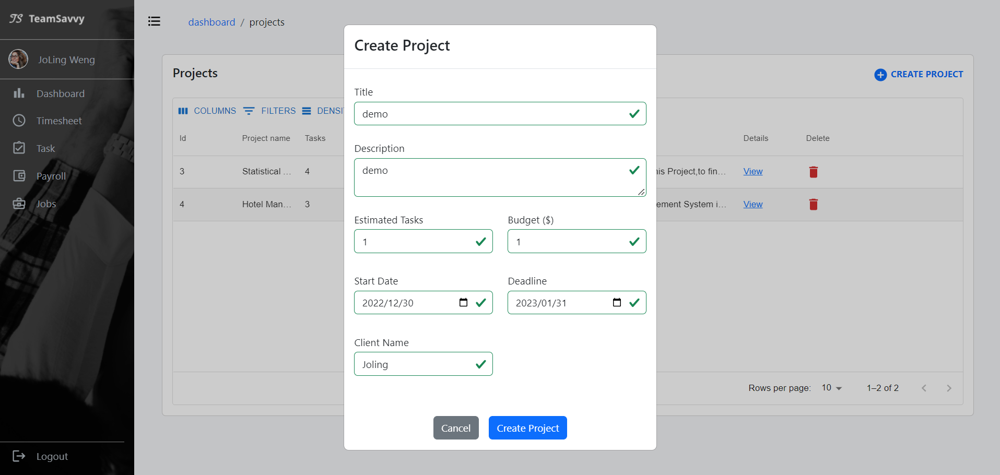 TS TeamSavvy
JoLing Weng
Dashboard
Timesheet
Task
Payroll
Jobs
Logout
dashboard / projects
Projects
CREATE PROJECT
COLUMNS FILTERS
Id Project name Tasks Details Delete
3 Statistical ... 4 Project,to fin... View
4 Hotel Man... 3 System i... View
Rows per page: 10 1–2 of 2
Create Project
Title
demo
Description
demo
Estimated Tasks Budget ($)
1 1
Start Date Deadline
2022/12/30 2023/01/31
Client Name
Joling
Cancel Create Project